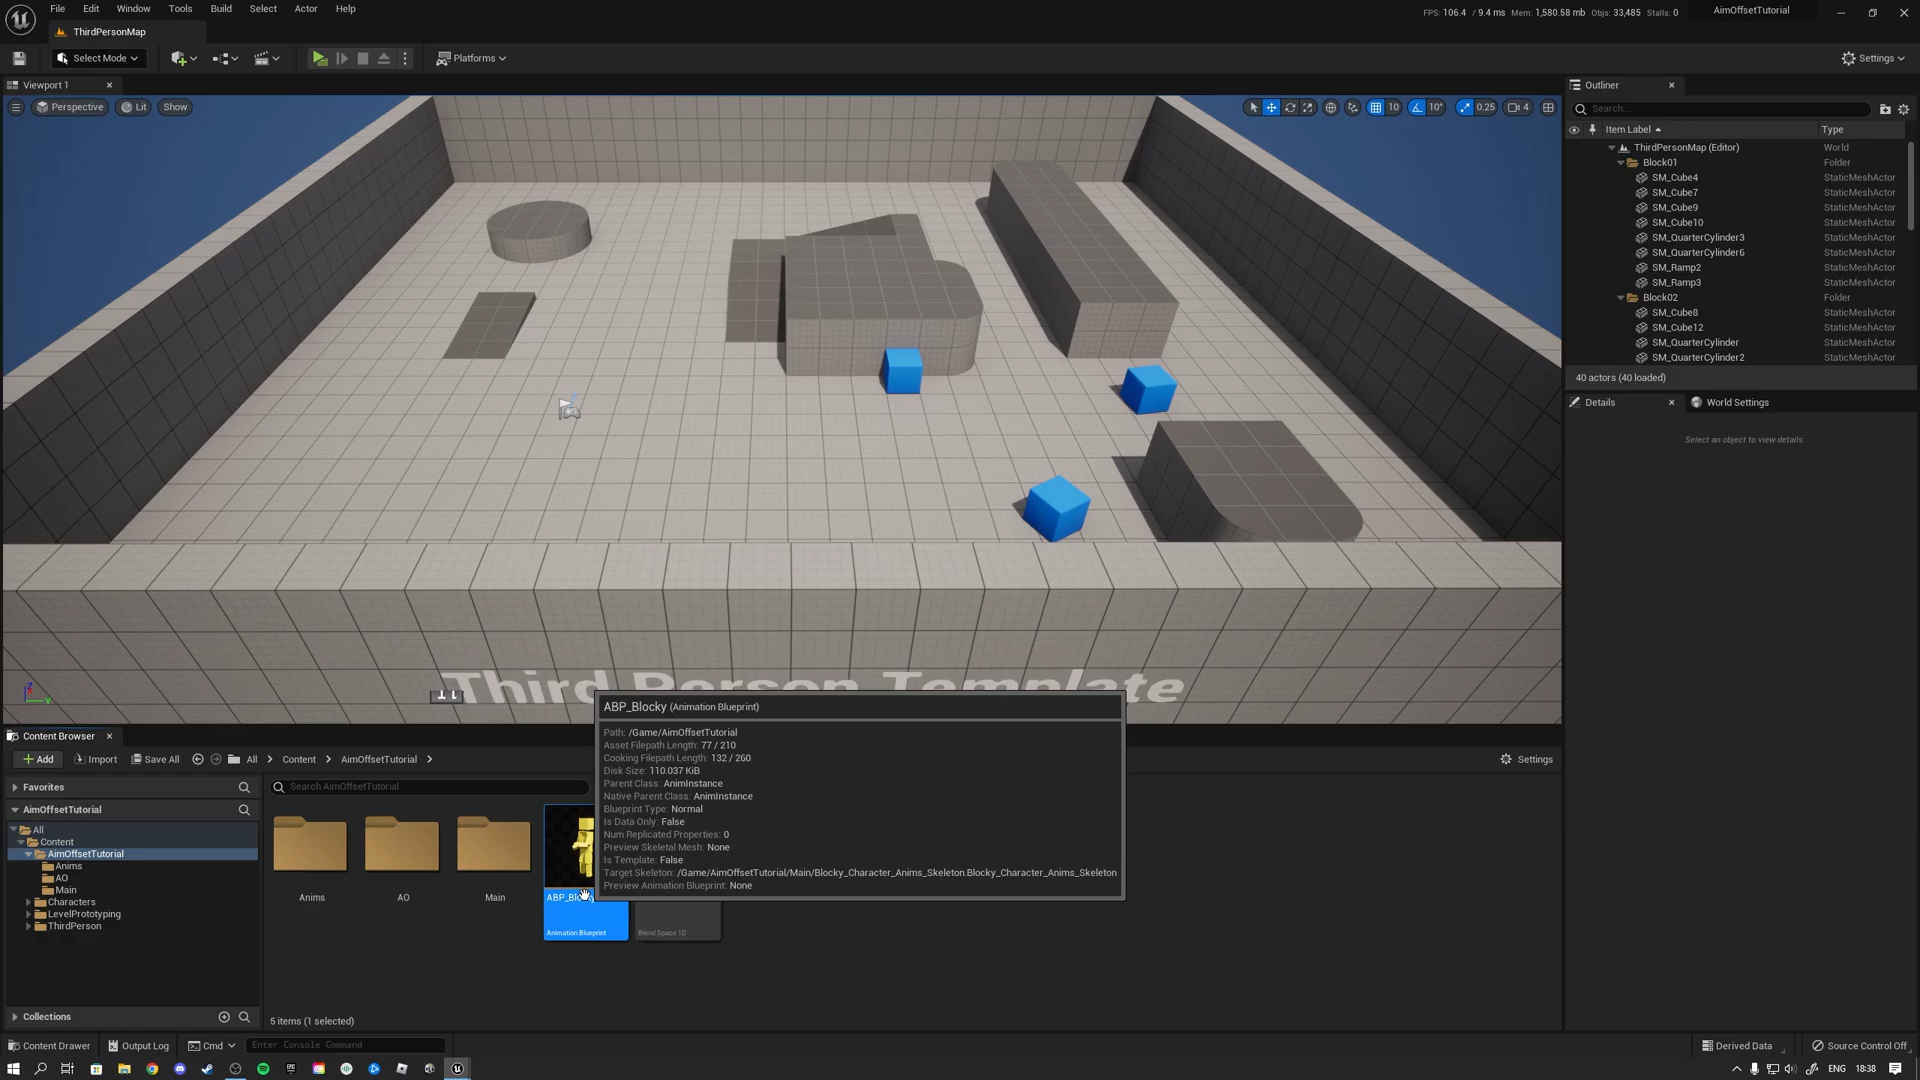 File Edit Window Tools Build Select Actor Help
FPS: 106.4 / 9.4 ms Mem: 1,580.58 mb Objs: 33,485 Stalls: 0
AimOffsetTutorial
ThirdPersonMap
Select Mode
Platforms
Settings
Viewport 1
Perspective
Lit
Show
10
10°
0.25
4
Third Person Template
Outliner
Search...
Item Label
Type
ThirdPersonMap (Editor) World
Block01 Folder
SM_Cube4 StaticMeshActor
SM_Cube7 StaticMeshActor
SM_Cube9 StaticMeshActor
SM_Cube10 StaticMeshActor
SM_QuarterCylinder3 StaticMeshActor
SM_QuarterCylinder6 StaticMeshActor
SM_Ramp2 StaticMeshActor
SM_Ramp3 StaticMeshActor
Block02 Folder
SM_Cube8 StaticMeshActor
SM_Cube12 StaticMeshActor
SM_QuarterCylinder StaticMeshActor
SM_QuarterCylinder2 StaticMeshActor
40 actors (40 loaded)
Details
World Settings
Select an object to view details.
ABP_Blocky (Animation Blueprint)
Path: /Game/AimOffsetTutorial
Asset Filepath Length: 77 / 210
Cooking Filepath Length: 132 / 260
Disk Size: 110.037 KiB
Parent Class: AnimInstance
Native Parent Class: AnimInstance
Blueprint Type: Normal
Is Data Only: False
Num Replicated Properties: 0
Preview Skeletal Mesh: None
Is Template: False
Target Skeleton: /Game/AimOffsetTutorial/Main/Blocky_Character_Anims_Skeleton.Blocky_Character_Anims_Skeleton
Preview Animation Blueprint: None
Content Browser
Add
Import
Save All
All
Content
AimOffsetTutorial
Settings
Favorites
AimOffsetTutorial
All
Content
AimOffsetTutorial
Anims
AO
Main
Characters
LevelPrototyping
ThirdPerson
Collections
Search AimOffsetTutorial
Anims
AO
Main
Animation Blueprint
Blend Space 1D
5 items (1 selected)
Content Drawer
Output Log
Cmd
Enter Console Command
Derived Data
Source Control Off
ENG
18:38